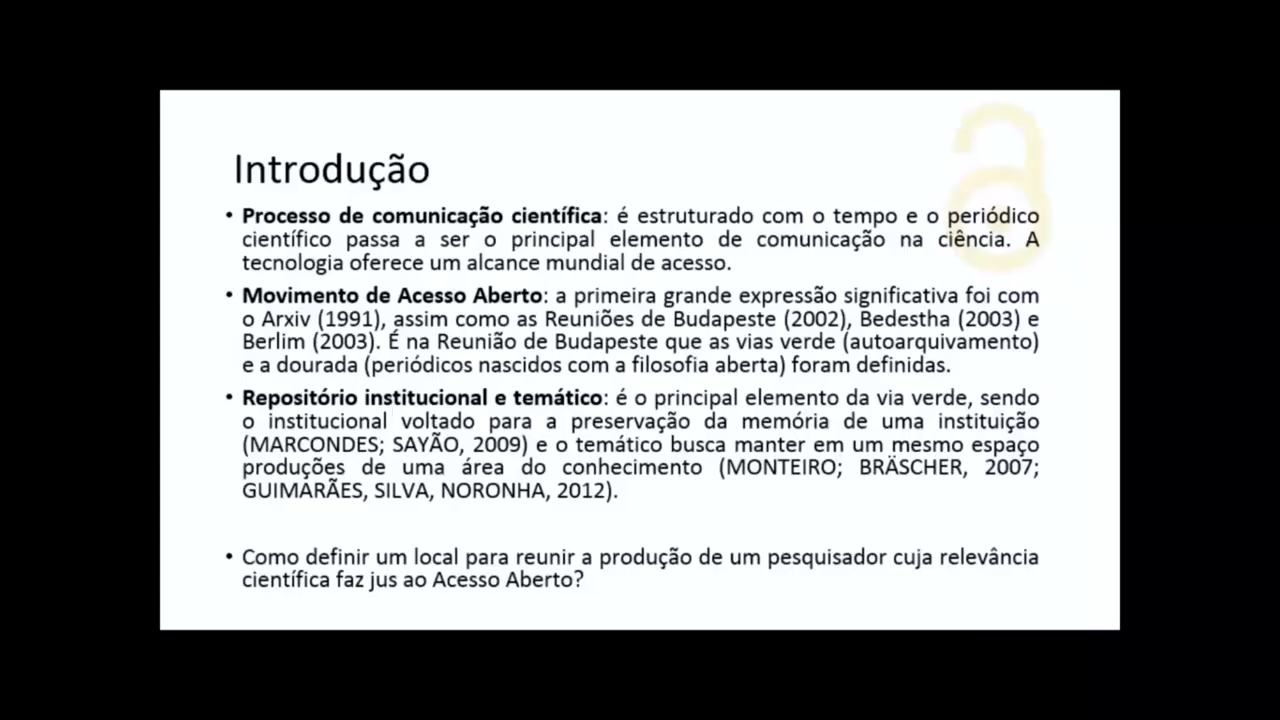 Introdução
• Processo de comunicação científica: é estruturado com o tempo e o periódico
científico passa a ser o principal elemento de comunicação na ciência. A
tecnologia oferece um alcance mundial de acesso.
• Movimento de Acesso Aberto: a primeira grande expressão significativa foi com
o Arxiv (1991), assim como as Reuniões de Budapeste (2002), Bedestha (2003) e
Berlim (2003). É na Reunião de Budapeste que as vias verde (autoarquivamento)
e a dourada (periódicos nascidos com a filosofia aberta) foram definidas.
• Repositório institucional e temático: é o principal elemento da via verde, sendo
o institucional voltado para a preservação da memória de uma instituição
(MARCONDES; SAYÃO, 2009) e o temático busca manter em um mesmo espaço
produções de uma área do conhecimento (MONTEIRO; BRÄSCHER, 2007;
GUIMARÃES, SILVA, NORONHA, 2012).
• Como definir um local para reunir a produção de um pesquisador cuja relevância
científica faz jus ao Acesso Aberto?